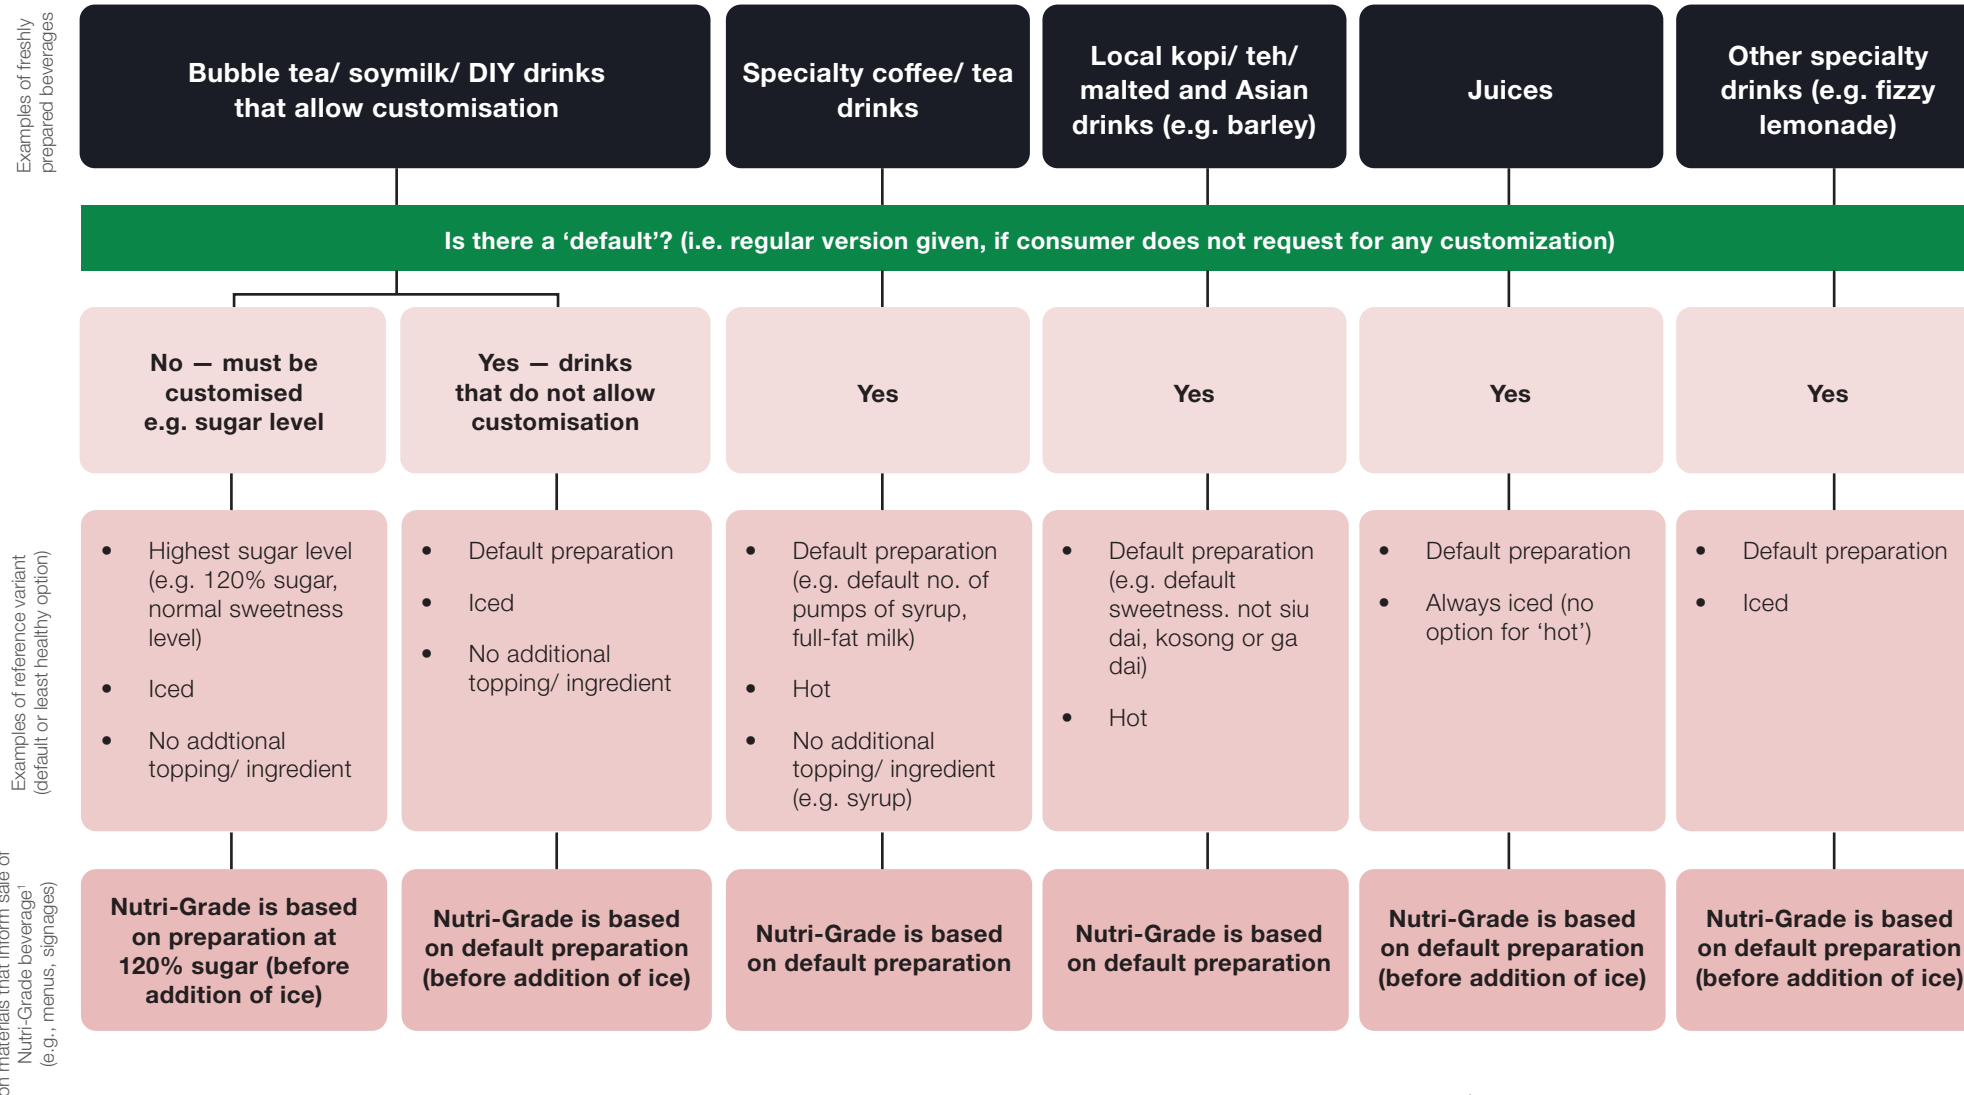 Examples of freshly
prepared beverages
Bubble tea/ soymilk/ DIY drinks
that allow customisation
Specialty coffee/ tea
drinks
Local kopi/ teh/
malted and Asian
drinks (e.g. barley)
Juices
Other specialty
drinks (e.g. fizzy
lemonade)
Is there a ‘default’? (i.e. regular version given, if consumer does not request for any customization)
No — must be
customised
e.g. sugar level
Yes — drinks
that do not allow
customisation
Yes
Yes
Yes
Yes
Examples of reference variant
(default or least healthy option)
• Highest sugar level
(e.g. 120% sugar,
normal sweetness
level)
• Iced
• No addtional
topping/ ingredient
• Default preparation
• Iced
• No additional
topping/ ingredient
• Default preparation
(e.g. default no. of
pumps of syrup,
full-fat milk)
• Hot
• No additional
topping/ ingredient
(e.g. syrup)
• Default preparation
(e.g. default
sweetness. not siu
dai, kosong or ga
dai)
• Hot
• Default preparation
• Always iced (no
option for ‘hot’)
• Default preparation
• Iced
on materials that inform sale of
Nutri-Grade beverage¹
(e.g., menus, signages)
Nutri-Grade is based
on preparation at
120% sugar (before
addition of ice)
Nutri-Grade is based
on default preparation
(before addition of ice)
Nutri-Grade is based
on default preparation
Nutri-Grade is based
on default preparation
Nutri-Grade is based
on default preparation
(before addition of ice)
Nutri-Grade is based
on default preparation
(before addition of ice)